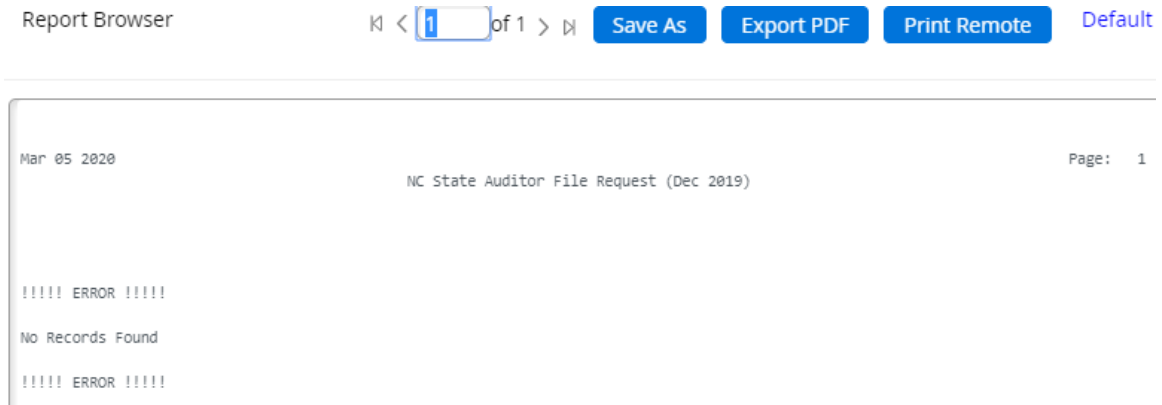 Report Browser 1 of 1 Save As Export PDF Print Remote Default
Mar 05 2020 Page: 1
NC State Auditor File Request (Dec 2019)
!!!!! ERROR !!!!!
No Records Found
!!!!! ERROR !!!!!